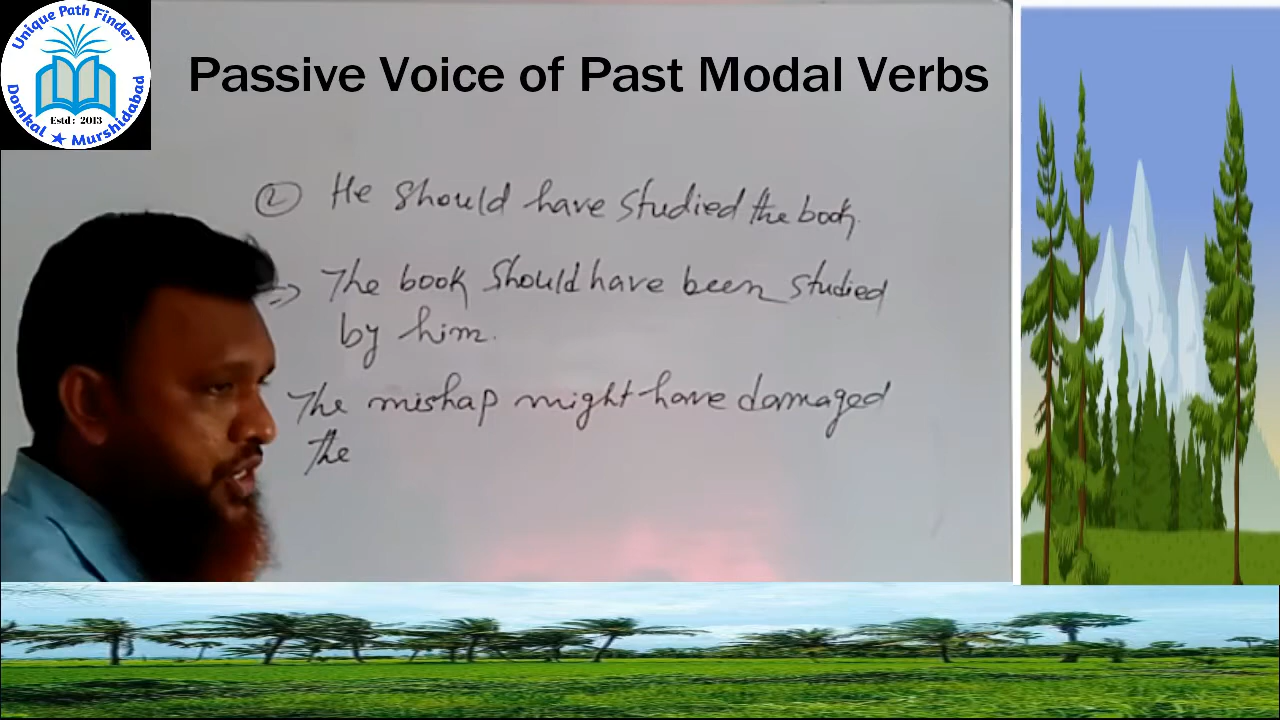 Unique Path Finder
Estd : 2013
Domkal ★ Murshidabad
Passive Voice of Past Modal Verbs
② He should have studied the book.
⇒ The book should have been studied
by him.
The mishap might have damaged
the